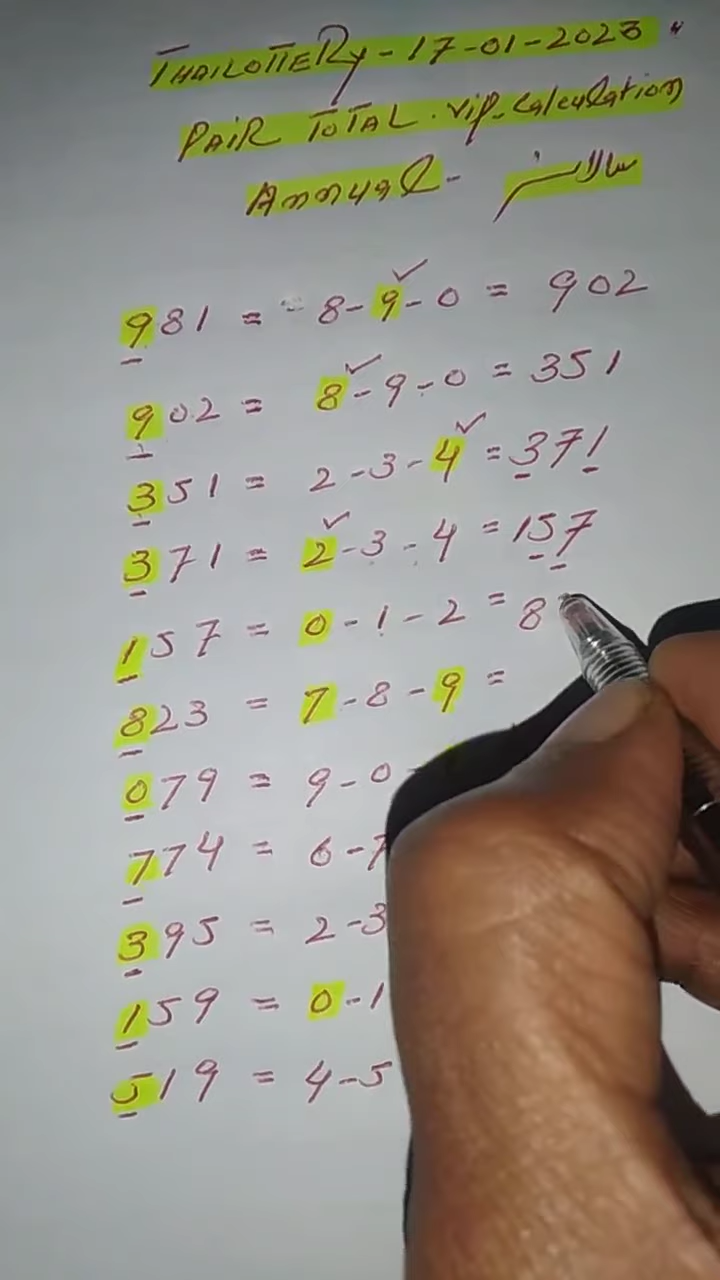 THAILOTTERY-17-01-2023 "
PAIR TOTAL. Vip-Calculation
Annual- سالانہ
981 = 8-9-0 = 902
902 = 8-9-0 = 351
351 = 2-3-4 = 371
371 = 2-3-4 = 157
157 = 0-1-2 = 8
823 = 7-8-9 =
079 = 9-0
774 = 6-7
395 = 2-3
159 = 0-1
519 = 4-5